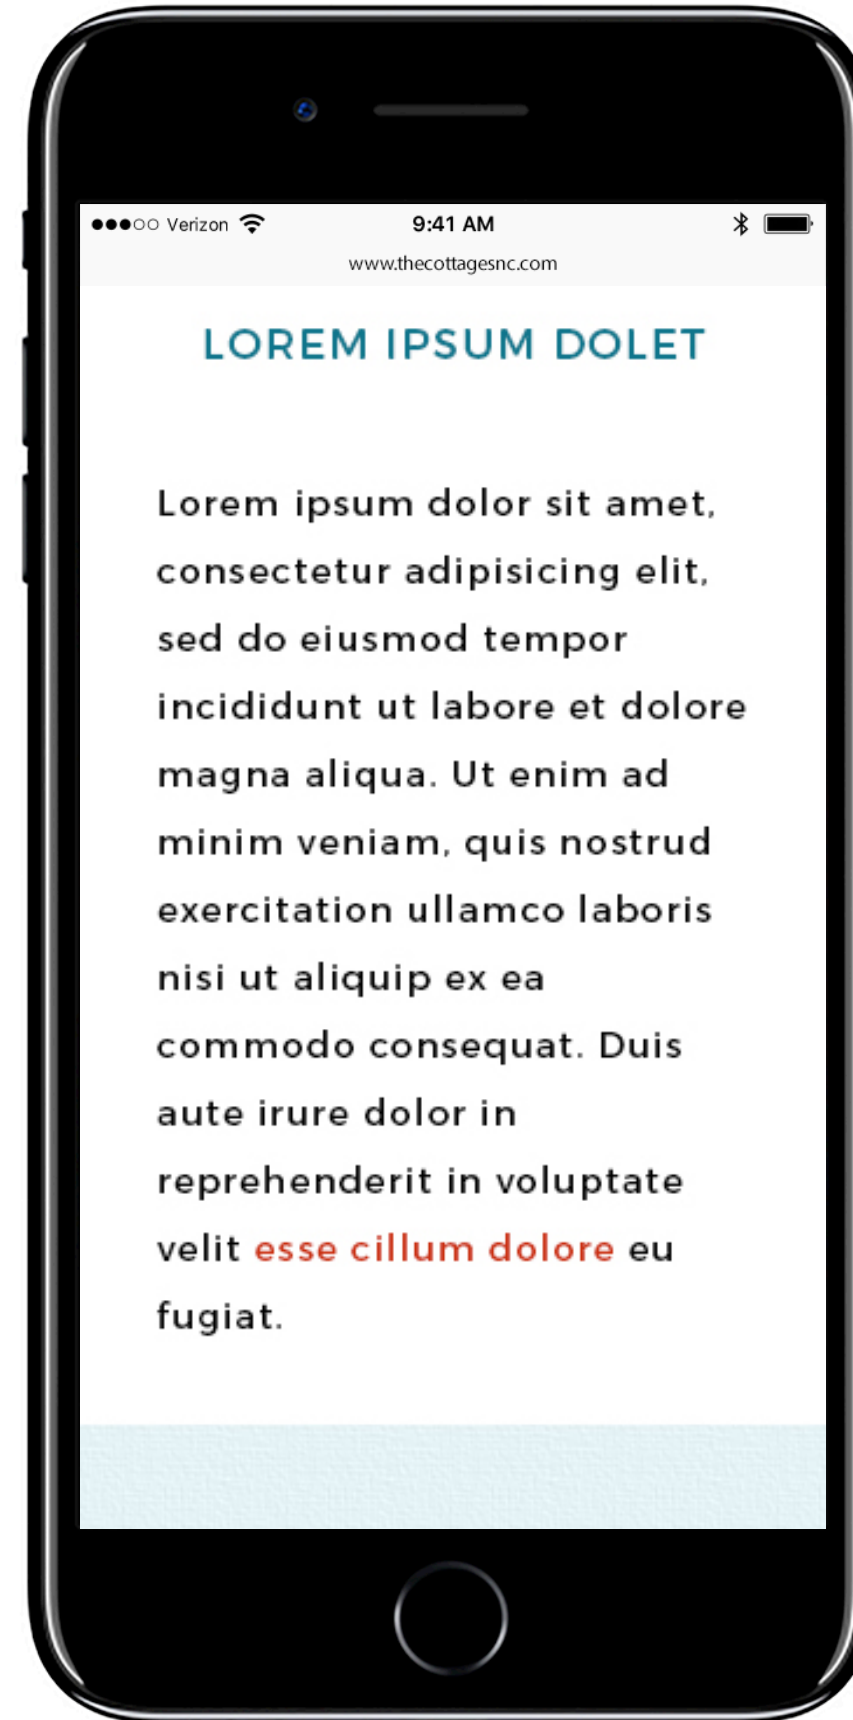 Verizon 9:41 AM
www.thecottagesnc.com
LOREM IPSUM DOLET
Lorem ipsum dolor sit amet,
consectetur adipisicing elit,
sed do eiusmod tempor
incididunt ut labore et dolore
magna aliqua. Ut enim ad
minim veniam, quis nostrud
exercitation ullamco laboris
nisi ut aliquip ex ea
commodo consequat. Duis
aute irure dolor in
reprehenderit in voluptate
velit esse cillum dolore eu
fugiat.